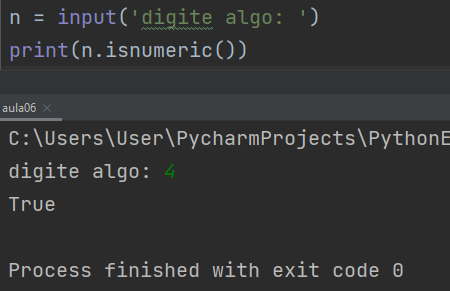 n = input('digite algo: ')
print(n.isnumeric())
aula06
C:\Users\User\PycharmProjects\PythonE
digite algo: 4
True
Process finished with exit code 0